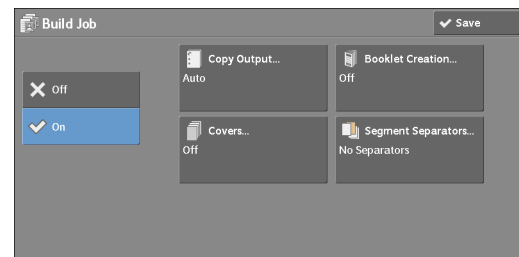 Build Job
Save
Off
On
Copy Output...
Auto
Booklet Creation...
Off
Covers...
Off
Segment Separators...
No Separators